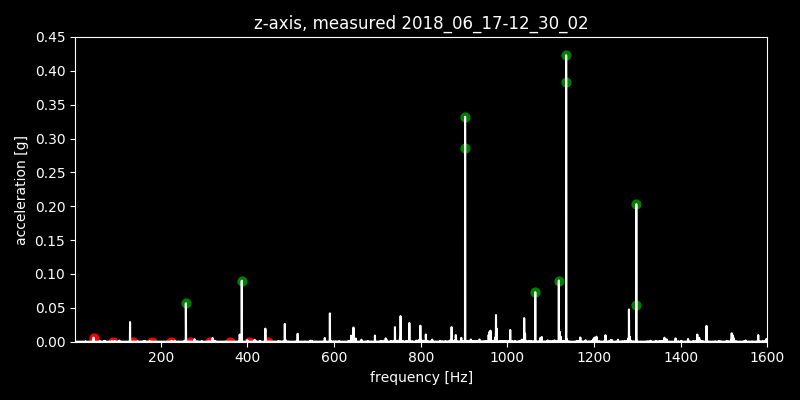 z-axis, measured 2018_06_17-12_30_02
0.45
0.40
0.35
0.30
0.25
0.20
0.15
0.10
0.05
0.00
acceleration [g]
200 400 600 800 1000 1200 1400 1600
frequency [Hz]